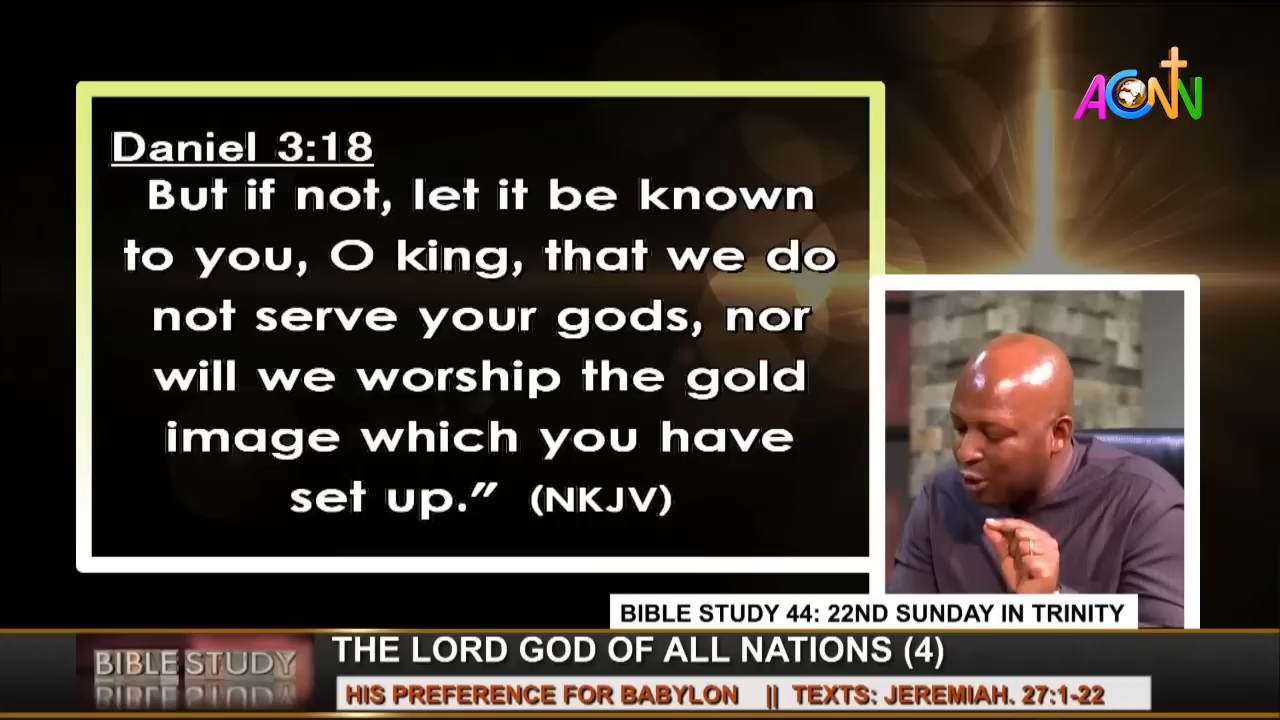 ACNN
Daniel 3:18
But if not, let it be known
to you, O king, that we do
not serve your gods, nor
will we worship the gold
image which you have
set up.” (NKJV)
BIBLE STUDY 44: 22ND SUNDAY IN TRINITY
BIBLE STUDY
THE LORD GOD OF ALL NATIONS (4)
HIS PREFERENCE FOR BABYLON || TEXTS: JEREMIAH. 27:1-22